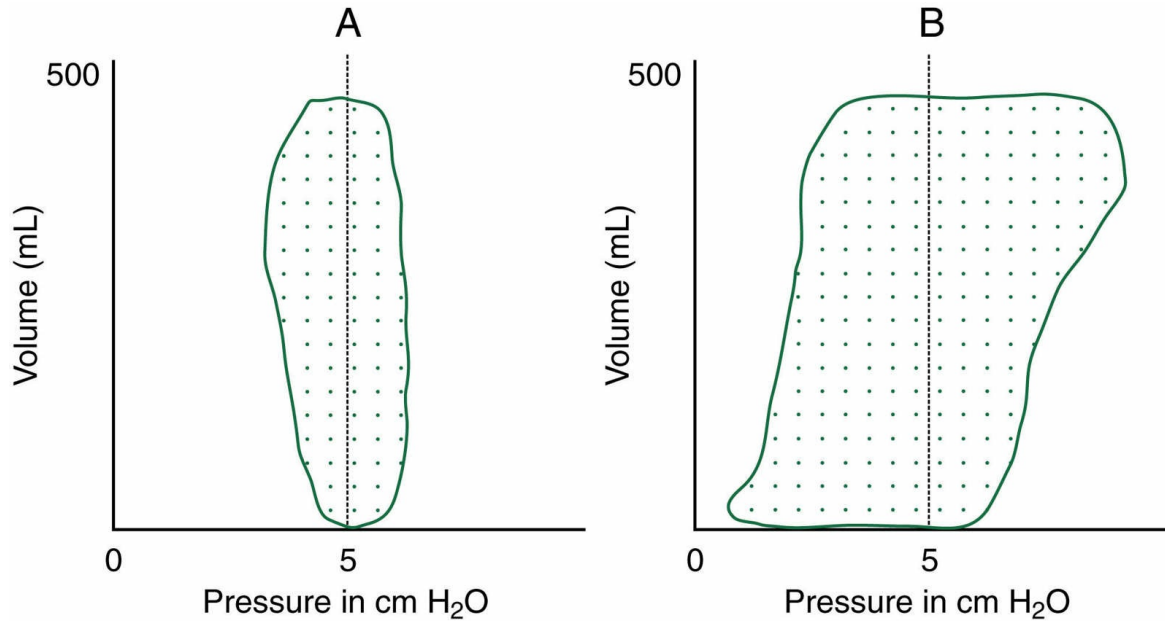 A
500
Volume (mL)
0
5
Pressure in cm H₂O
B
500
Volume (mL)
0
5
Pressure in cm H₂O